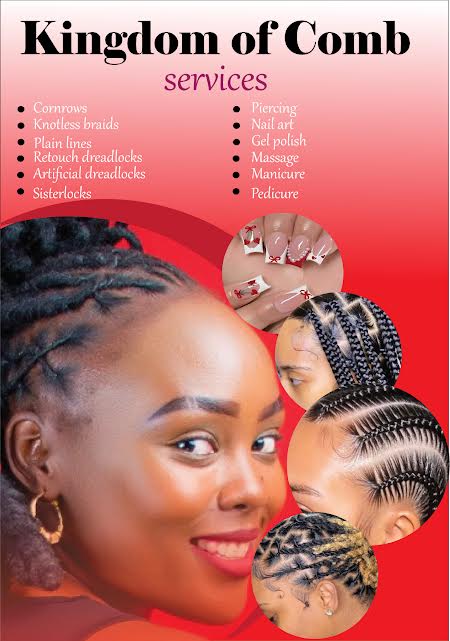 Kingdom of Comb
services
Cornrows
Knotless braids
Plain lines
Retouch dreadlocks
Artificial dreadlocks
Sisterlocks
Piercing
Nail art
Gel polish
Massage
Manicure
Pedicure